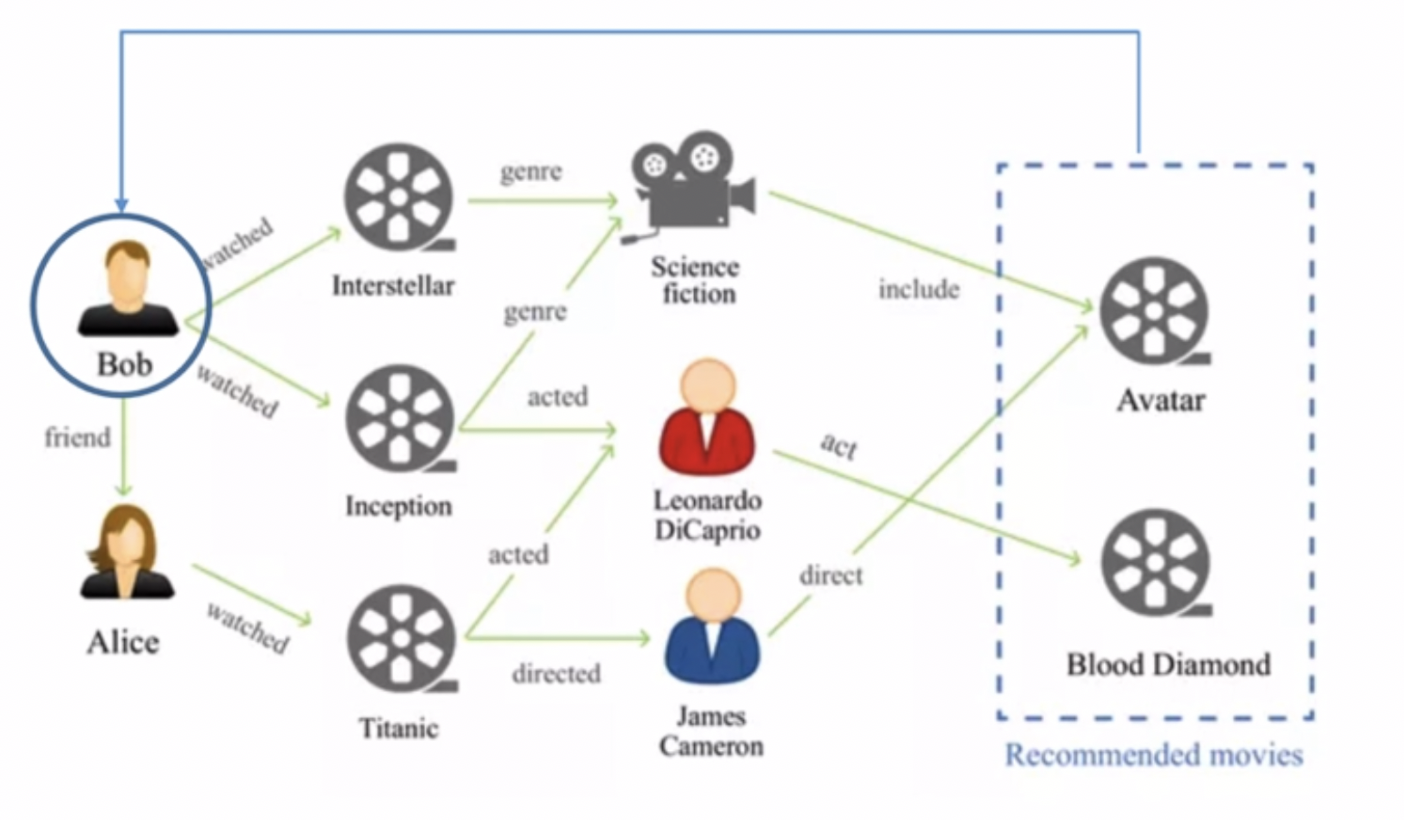 genre
watched
Interstellar
Science
fiction
include
genre
Bob
watched
acted
Avatar
friend
act
Inception
Leonardo
DiCaprio
acted
direct
Alice
watched
directed
Blood Diamond
Titanic
James
Cameron
Recommended movies